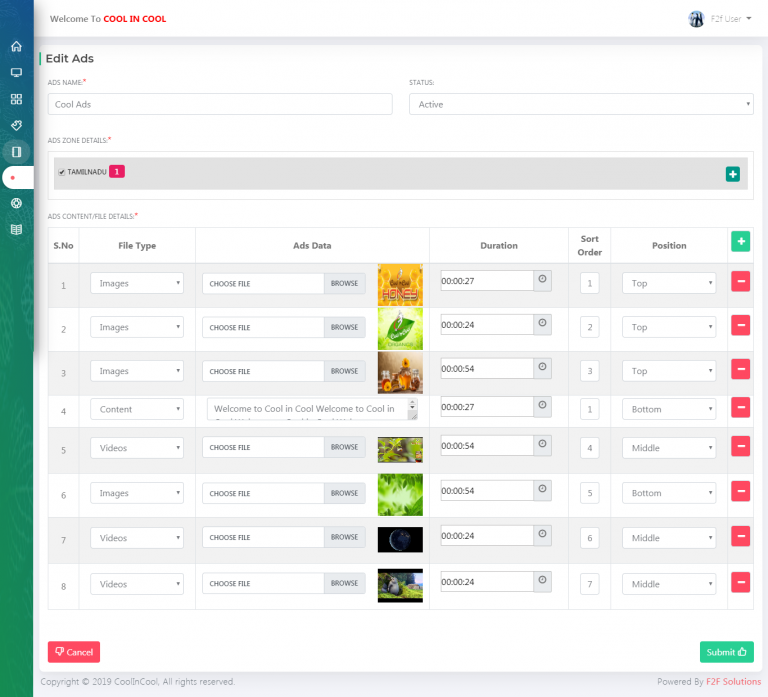 Welcome To COOL IN COOL
F2f User
Edit Ads
ADS NAME:*
STATUS:
Cool Ads
Active
ADS ZONE DETAILS:*
TAMILNADU 1
ADS CONTENT/FILE DETAILS:*
S.No File Type Ads Data Duration Sort Order Position
1 Images CHOOSE FILE BROWSE HONEY 00:00:27 1 Top
2 Images CHOOSE FILE BROWSE 00:00:24 2 Top
3 Images CHOOSE FILE BROWSE 00:00:54 3 Top
4 Content Welcome to Cool in Cool Welcome to Cool in 00:00:27 1 Bottom
5 Videos CHOOSE FILE BROWSE 00:00:54 4 Middle
6 Images CHOOSE FILE BROWSE 00:00:54 5 Bottom
7 Videos CHOOSE FILE BROWSE 00:00:24 6 Middle
8 Videos CHOOSE FILE BROWSE 00:00:24 7 Middle
Cancel
Submit
Copyright © 2019 CoolInCool, All rights reserved.
Powered By F2F Solutions